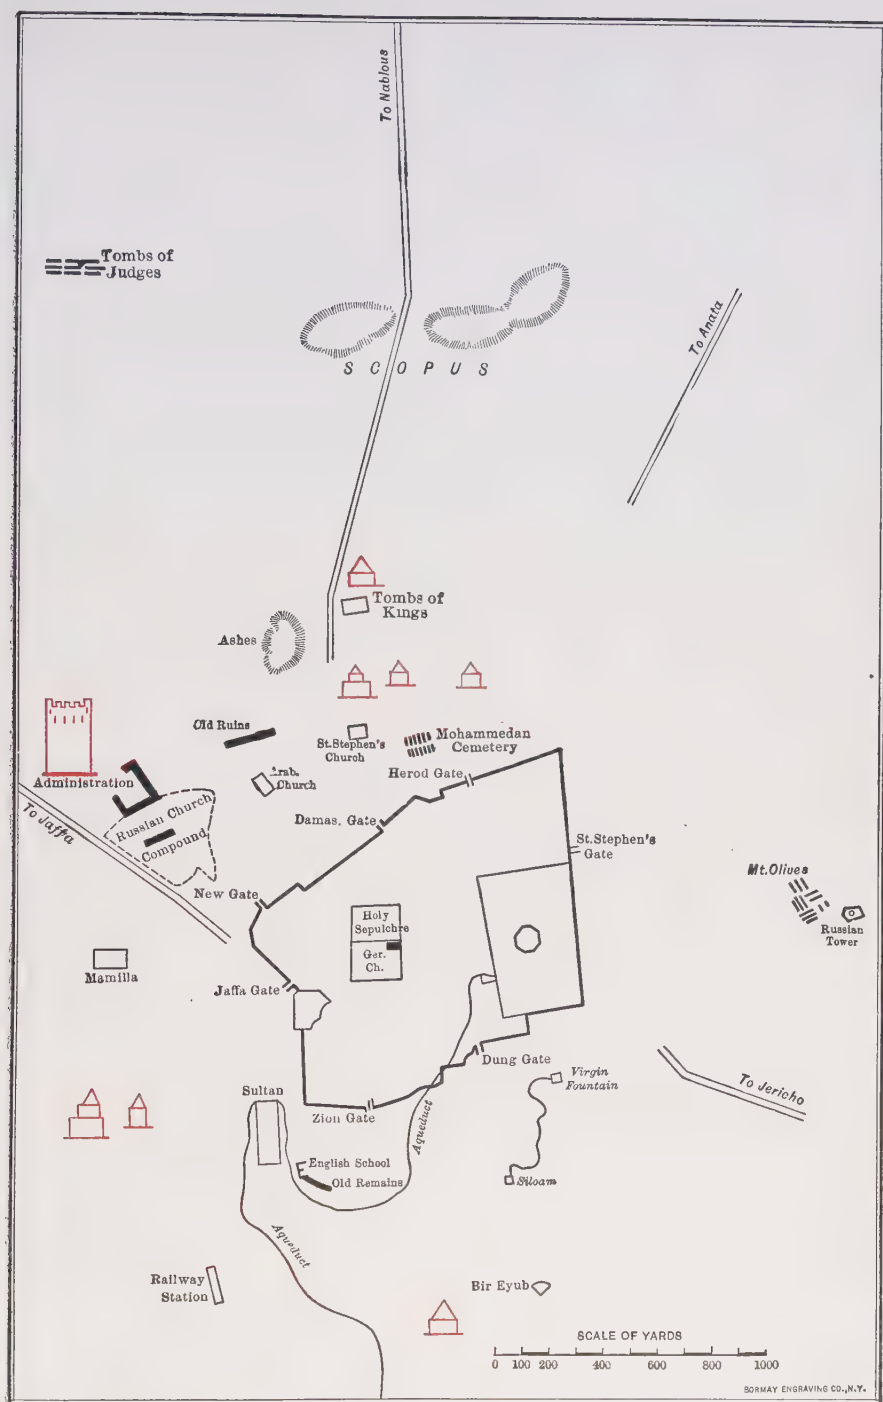 To Nablous
Tombs of
Judges
To Anata
SCOPUS
Tombs of
Kings
Ashes
Old Ruins
St. Stephen's
Church
Mohammedan
Cemetery
Herod Gate
Administration
Arab.
Church
To Jaffa
Russian Church
Compound
Damas. Gate
St. Stephen's
Gate
Mt. Olives
Russian
Tower
New Gate
Holy
Sepulchre
Ger.
Ch.
Mamilla
Jaffa Gate
Dung Gate
Virgin
Fountain
To Jericho
Sultan
Zion Gate
Aqueduct
English School
Old Remains
Siloam
Aqueduct
Railway
Station
Bir Eyub
SCALE OF YARDS
0 100 200 400 600 800 1000
BORMAY ENGRAVING CO., N.Y.